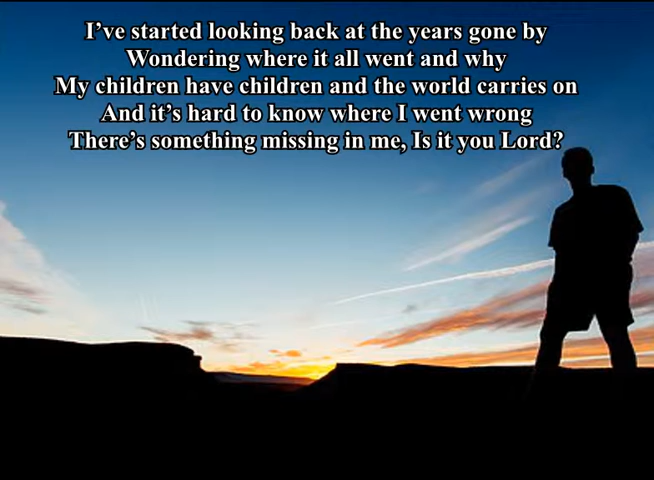 I’ve started looking back at the years gone by
Wondering where it all went and why
My children have children and the world carries on
And it’s hard to know where I went wrong
There’s something missing in me, Is it you Lord?